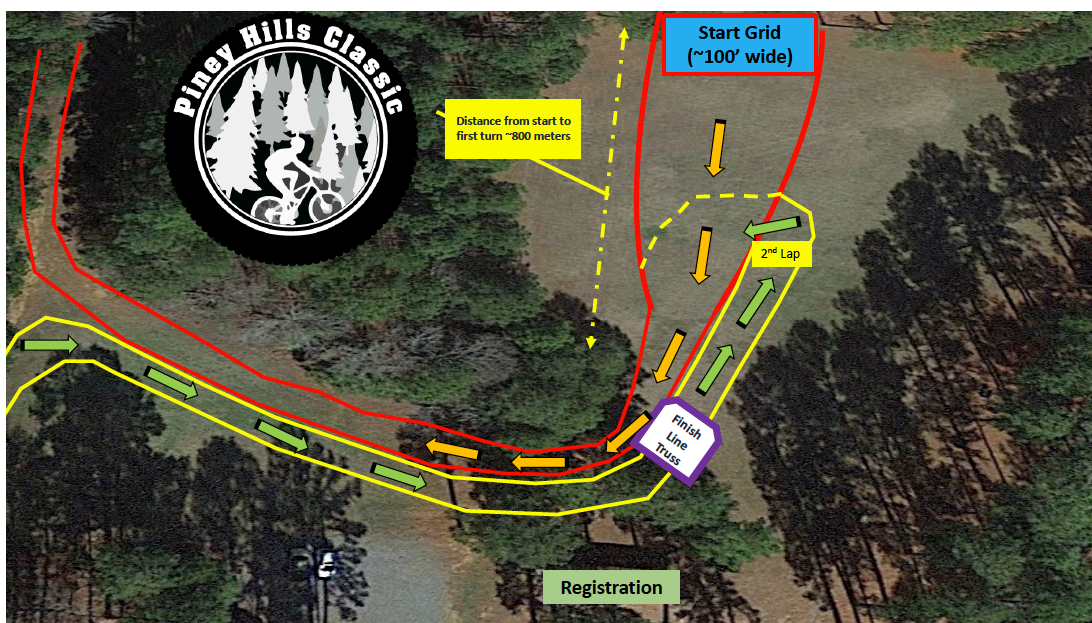 Piney Hills Classic
Start Grid
(~100' wide)
Distance from start to
first turn ~800 meters
2nd Lap
Finish
Line
Truss
Registration